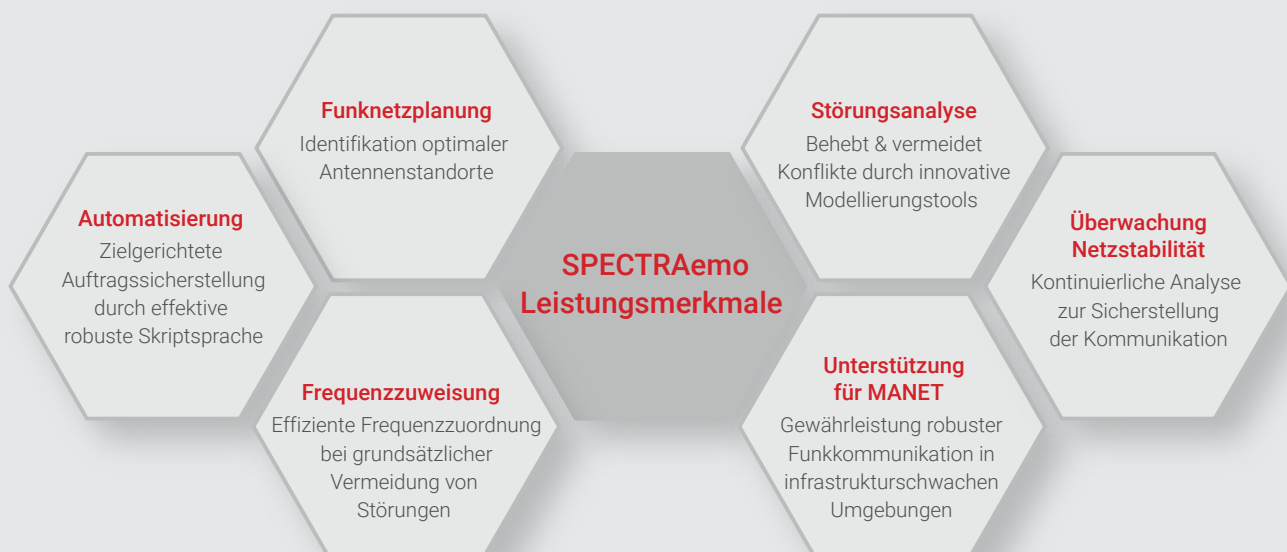 Funknetzplanung
Identifikation optimaler
Antennenstandorte
Störungsanalyse
Behebt & vermeidet
Konflikte durch innovative
Modellierungstools
Automatisierung
Zielgerichtete
Auftragssicherstellung
durch effektive
robuste Skriptsprache
SPECTRAemo
Leistungsmerkmale
Überwachung
Netzstabilität
Kontinuierliche Analyse
zur Sicherstellung
der Kommunikation
Frequenzzuweisung
Effiziente Frequenzzuordnung
bei grundsätzlicher
Vermeidung von
Störungen
Unterstützung
für MANET
Gewährleistung robuster
Funkkommunikation in
infrastrukturschwachen
Umgebungen